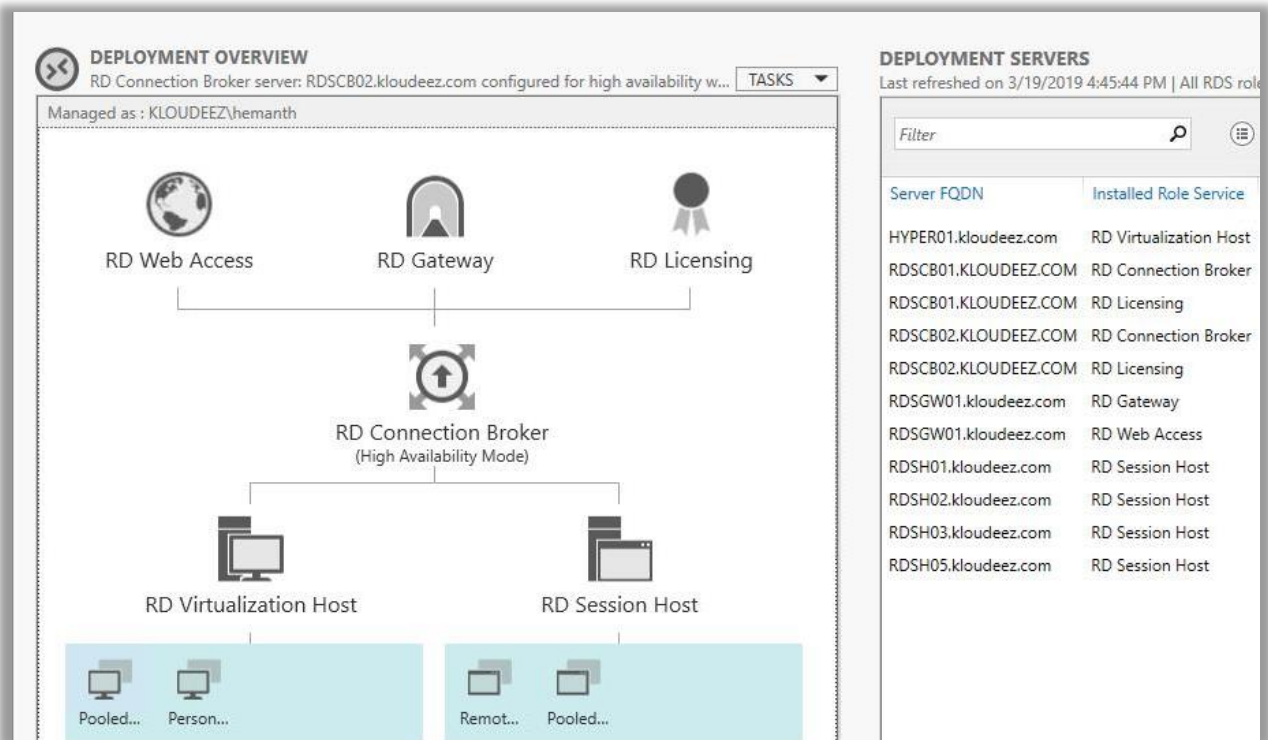 DEPLOYMENT OVERVIEW
RD Connection Broker server: RDSCB02.kloudeez.com configured for high availability w...
TASKS
Managed as : KLOUDEEZ\hemanth
RD Web Access
RD Gateway
RD Licensing
RD Connection Broker
(High Availability Mode)
RD Virtualization Host
RD Session Host
Pooled...
Person...
Remot...
Pooled...
DEPLOYMENT SERVERS
Last refreshed on 3/19/2019 4:45:44 PM | All RDS role
Filter
Server FQDN Installed Role Service
HYPER01.kloudeez.com RD Virtualization Host
RDSCB01.KLOUDEEZ.COM RD Connection Broker
RDSCB01.KLOUDEEZ.COM RD Licensing
RDSCB02.KLOUDEEZ.COM RD Connection Broker
RDSCB02.KLOUDEEZ.COM RD Licensing
RDSGW01.kloudeez.com RD Gateway
RDSGW01.kloudeez.com RD Web Access
RDSH01.kloudeez.com RD Session Host
RDSH02.kloudeez.com RD Session Host
RDSH03.kloudeez.com RD Session Host
RDSH05.kloudeez.com RD Session Host